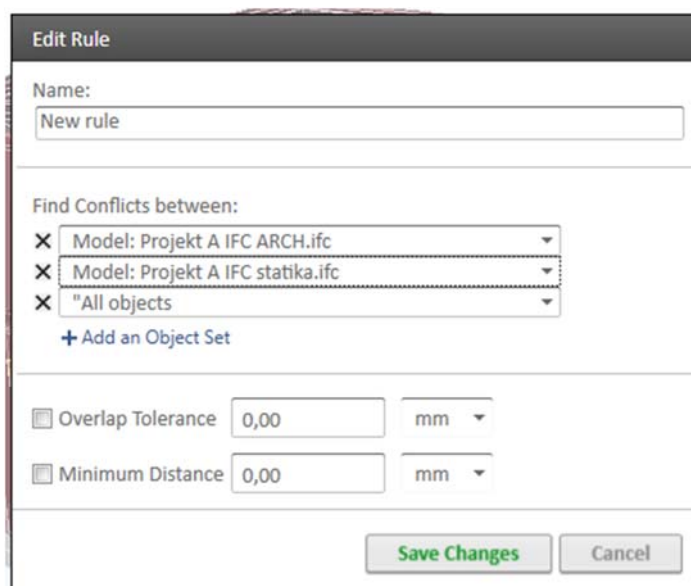 Edit Rule
Name:
New rule
Find Conflicts between:
Model: Projekt A IFC ARCH.ifc
Model: Projekt A IFC statika.ifc
"All objects
+ Add an Object Set
Overlap Tolerance 0,00 mm
Minimum Distance 0,00 mm
Save Changes Cancel